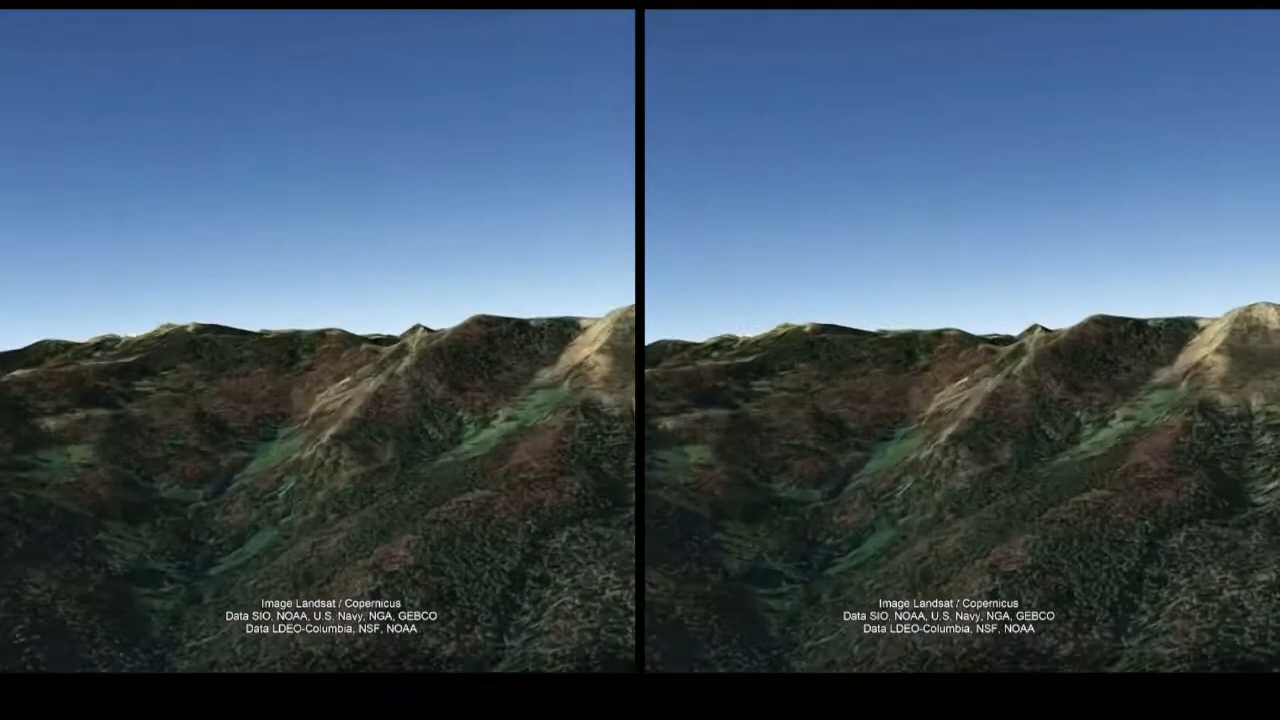 Image Landsat / Copernicus
Data SIO, NOAA, U.S. Navy, NGA, GEBCO
Data LDEO-Columbia, NSF, NOAA
Image Landsat / Copernicus
Data SIO, NOAA, U.S. Navy, NGA, GEBCO
Data LDEO-Columbia, NSF, NOAA